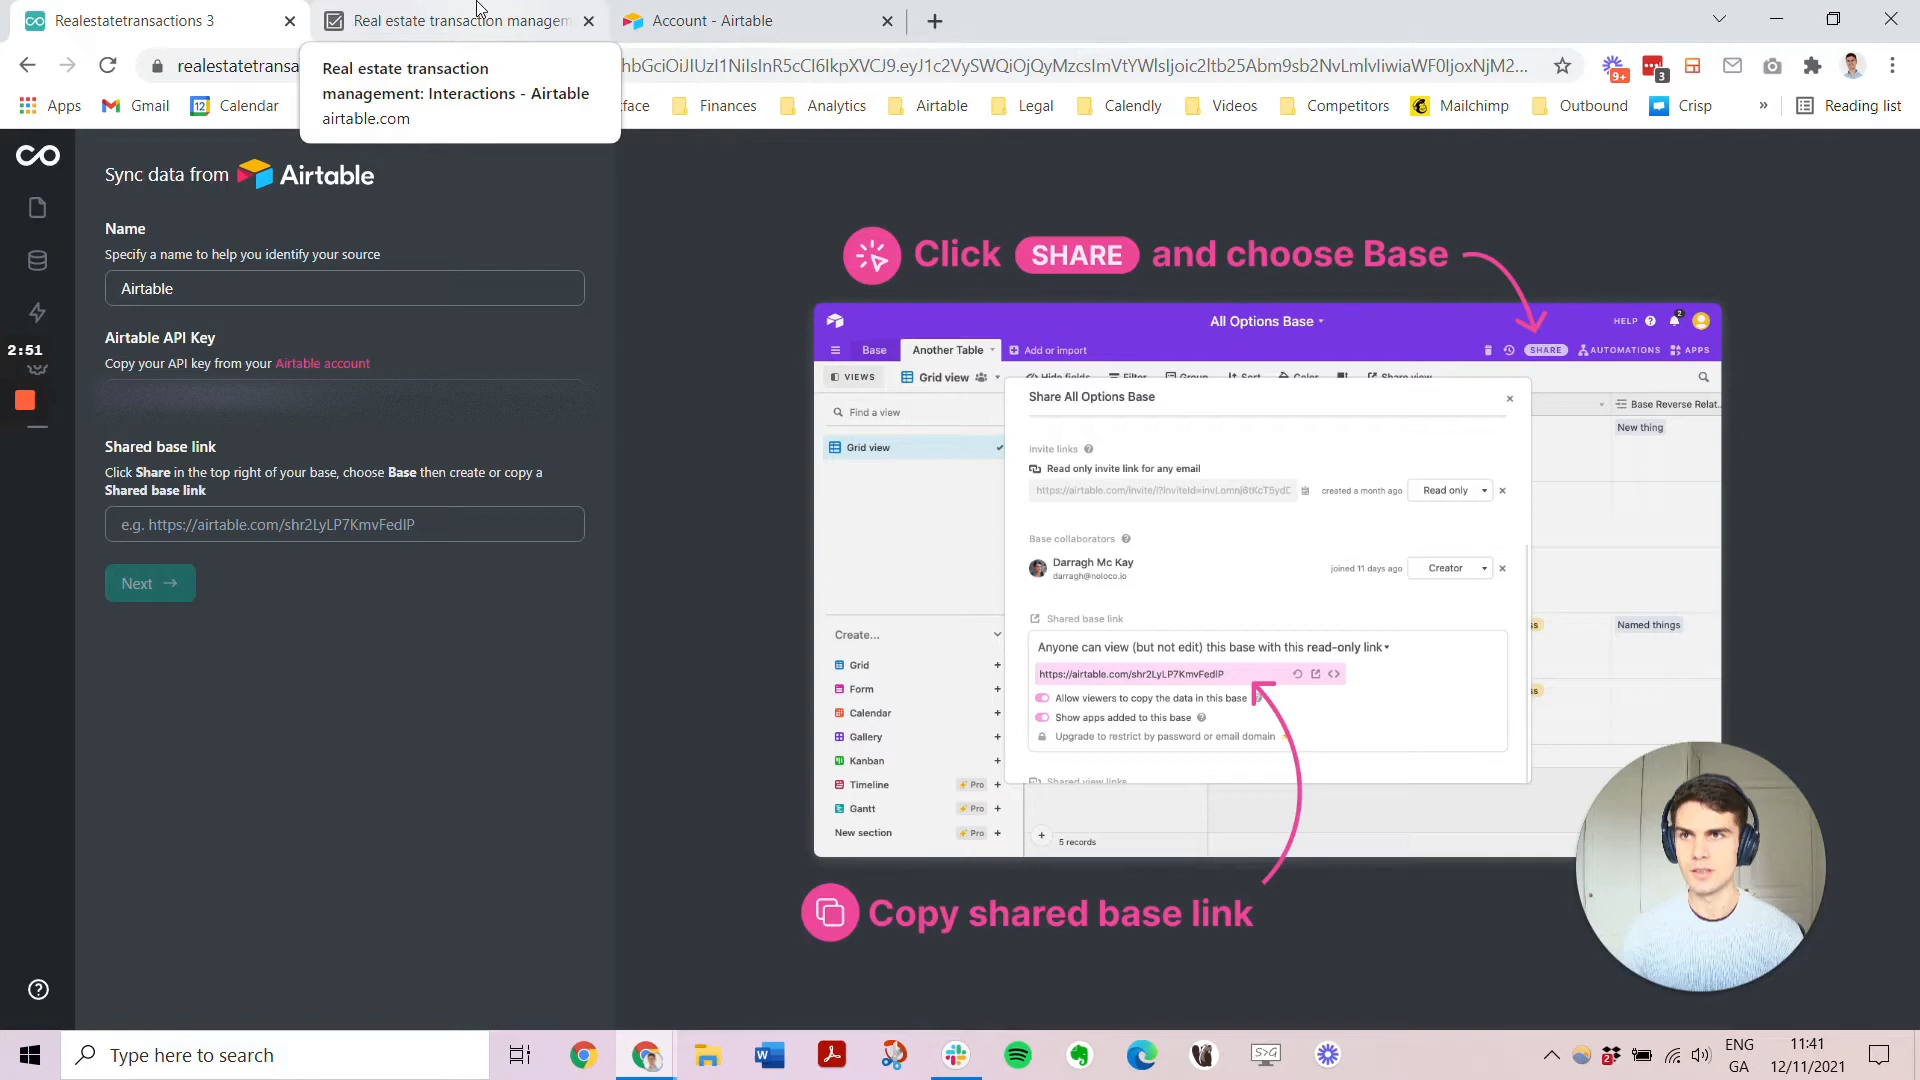 Realestatetransactions 3
Real estate transaction managem
Account - Airtable
realestatetransa
hbGciOiJIUzI1NiIsInR5cCI6IkpXVCJ9.eyJ1c2VySWQiOjQyMzcsImVtYWlsIjoic2ltb25Abm9sb2NvLmlvIiwiaWF0IjoxNjM2...
Real estate transaction
management: Interactions - Airtable
airtable.com
9+
3
Apps
Gmail
12
Calendar
face
Finances
Analytics
Airtable
Legal
Calendly
Videos
Competitors
Mailchimp
Outbound
Crisp
»
Reading list
Sync data from Airtable
Name
Specify a name to help you identify your source
Airtable
Airtable API Key
Copy your API key from your Airtable account
2:51
Shared base link
Click Share in the top right of your base, choose Base then create or copy a
Shared base link
e.g. https://airtable.com/shr2LyLP7KmvFedIP
Next
Click SHARE and choose Base
All Options Base
HELP
2
Base
Another Table
Add or import
SHARE
AUTOMATIONS
APPS
VIEWS
Grid view
Hide fields
Filter
Group
Sort
Color
Share view
Find a view
Grid view
Share All Options Base
Base Reverse Relat..
New thing
Invite links
Read only invite link for any email
https://airtable.com/invite/l?inviteId=invLomnj6tKcT5ydD
created a month ago
Read only
Base collaborators
Darragh Mc Kay
darragh@noloco.io
joined 11 days ago
Creator
Shared base link
Named things
Anyone can view (but not edit) this base with this read-only link
https://airtable.com/shr2LyLP7KmvFedIP
Allow viewers to copy the data in this base
Show apps added to this base
Upgrade to restrict by password or email domain
Shared view links
Create...
Grid
Form
Calendar
Gallery
Kanban
Timeline
Pro
Gantt
Pro
New section
Pro
5 records
Copy shared base link
Type here to search
ENG
GA
11:41
12/11/2021